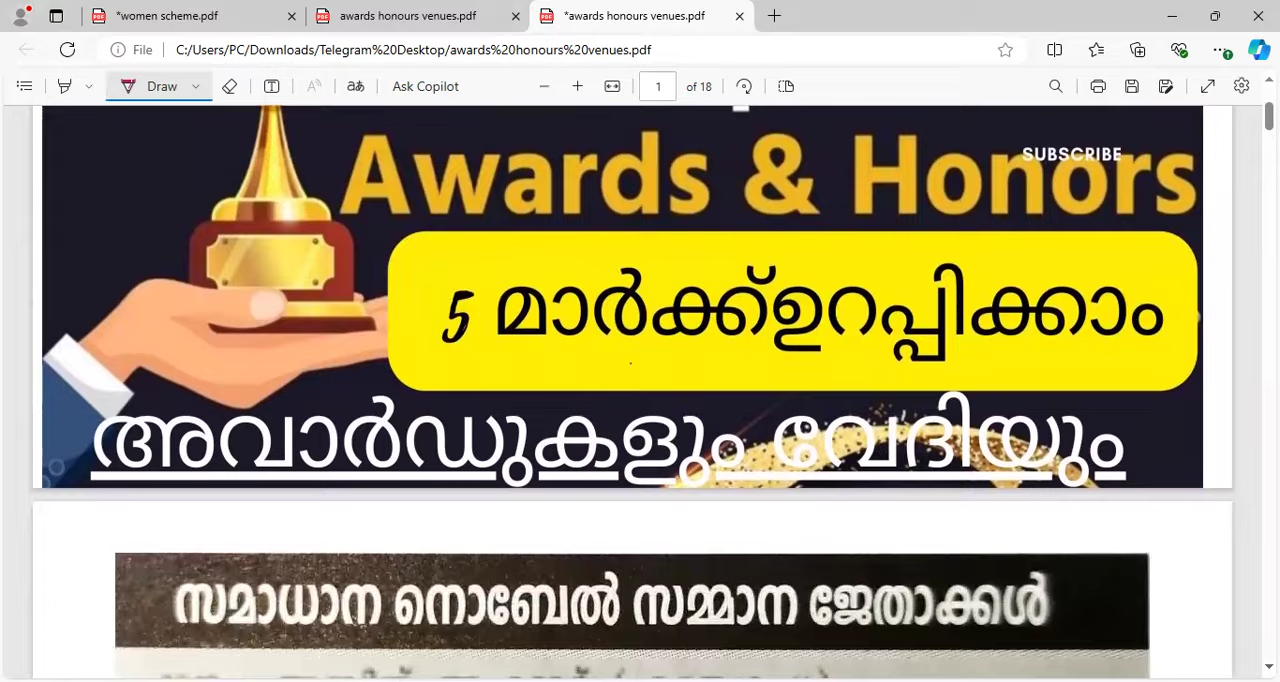 *women scheme.pdf
awards honours venues.pdf
*awards honours venues.pdf
File
C:/Users/PC/Downloads/Telegram%20Desktop/awards%20honours%20venues.pdf
Draw
aあ
Ask Copilot
1 of 18
Awards & Honors
SUBSCRIBE
5 മാർക്ക്ഉറപ്പിക്കാം
അവാർഡുകളും വേദിയും
സമാധാന നൊബേൽ സമ്മാന ജേതാക്കൾ